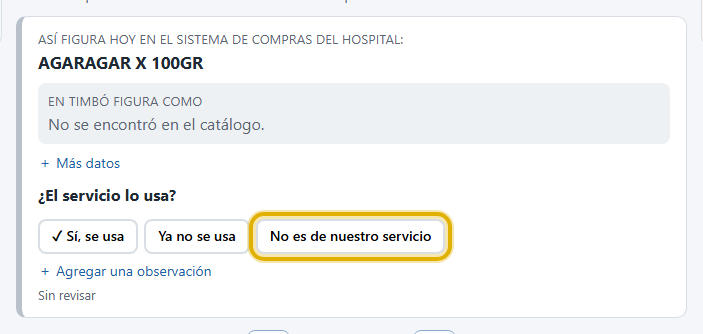 ASÍ FIGURA HOY EN EL SISTEMA DE COMPRAS DEL HOSPITAL:
AGARAGAR X 100GR
EN TIMBÓ FIGURA COMO
No se encontró en el catálogo.
+ Más datos
¿El servicio lo usa?
✓ Sí, se usa Ya no se usa No es de nuestro servicio
+ Agregar una observación
Sin revisar